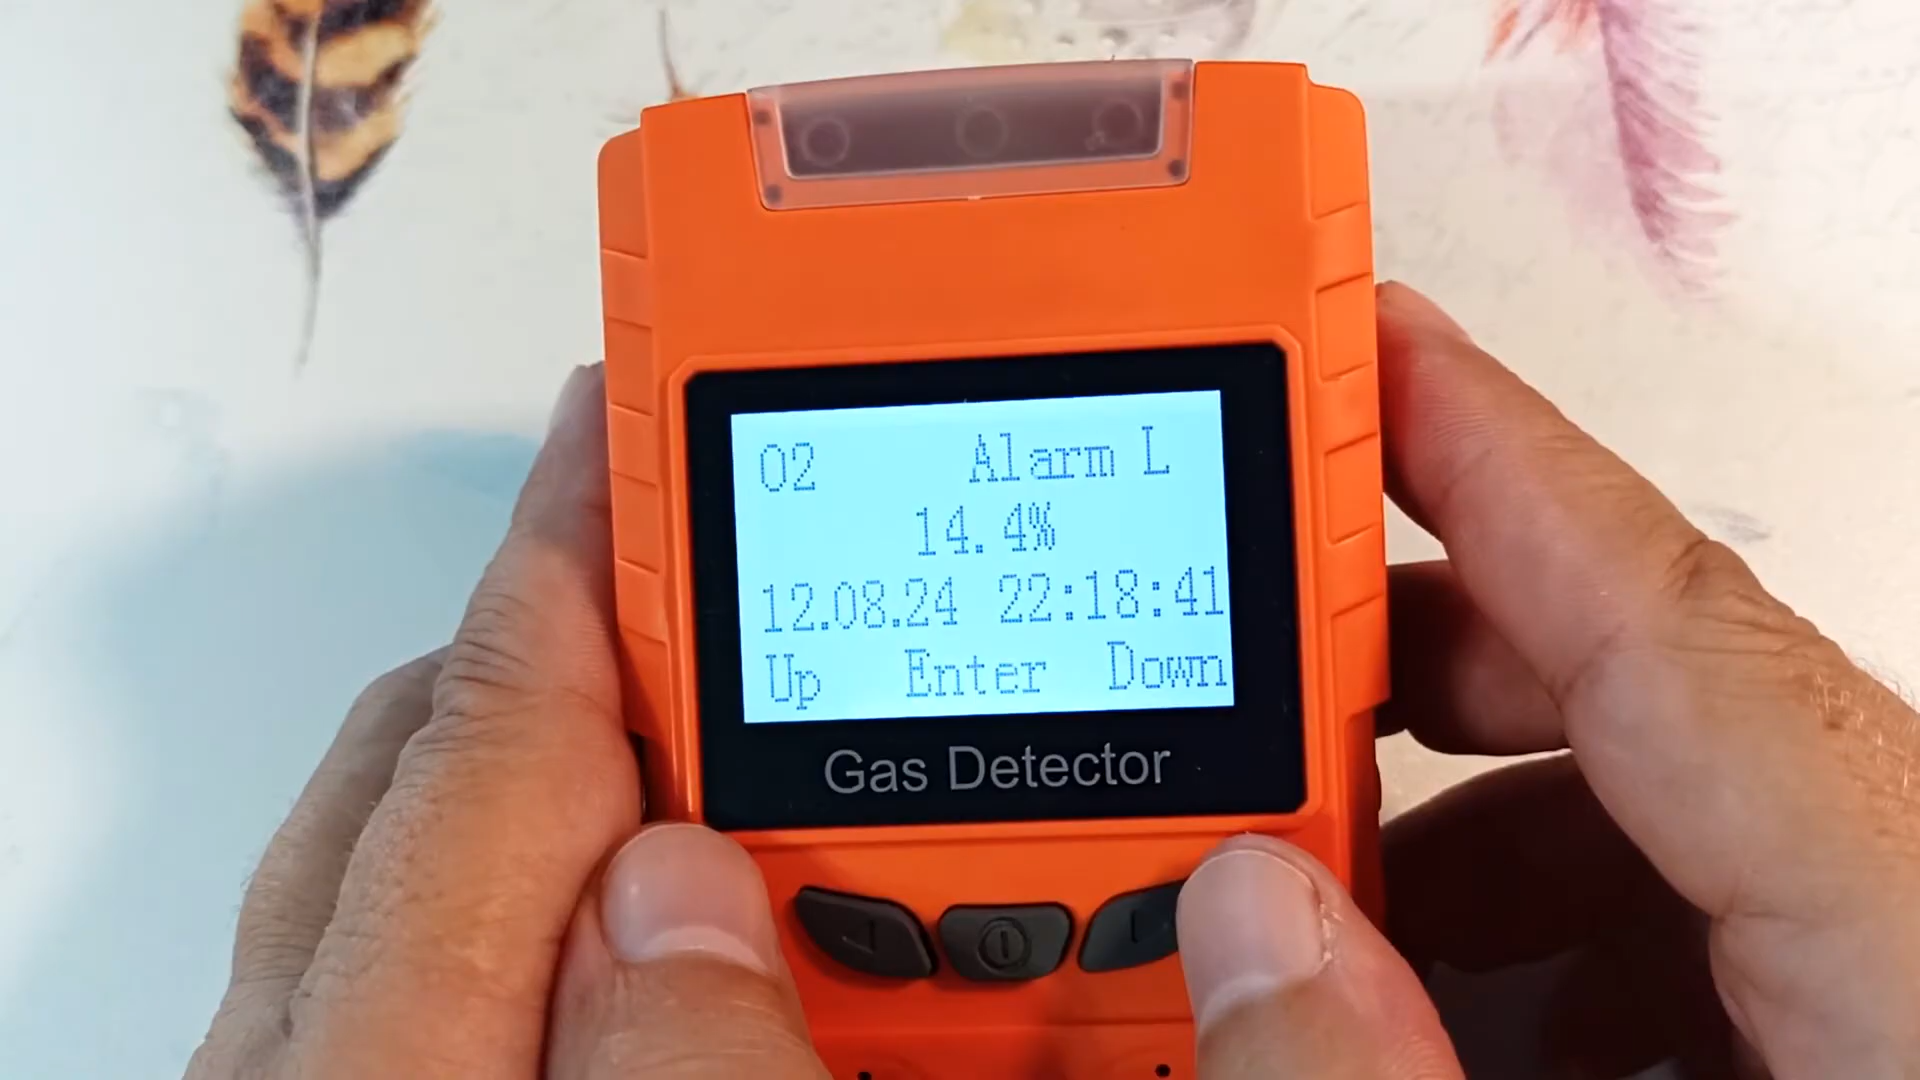 O2 Alarm L
14.4%
12.08.24 22:18:41
Up Enter Down
Gas Detector